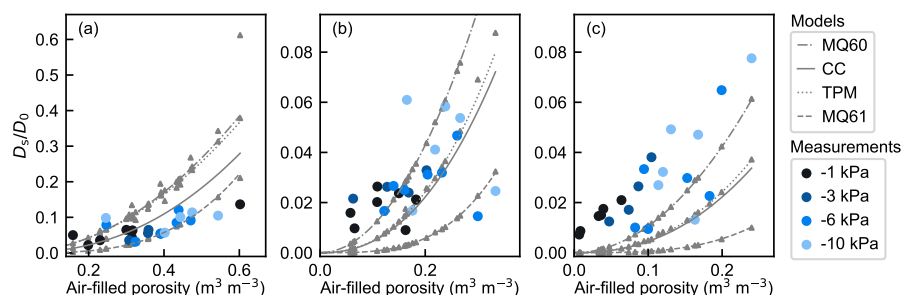 (a)
(b)
(c)
Models
MQ60
CC
TPM
MQ61
Measurements
-1 kPa
-3 kPa
-6 kPa
-10 kPa
Ds/D0
0.6
0.5
0.4
0.3
0.2
0.1
0.0
0.2 0.4 0.6
Air-filled porosity (m³ m⁻³)
0.08
0.06
0.04
0.02
0.00
0.0 0.2
Air-filled porosity (m³ m⁻³)
0.08
0.06
0.04
0.02
0.00
0.0 0.1 0.2
Air-filled porosity (m³ m⁻³)